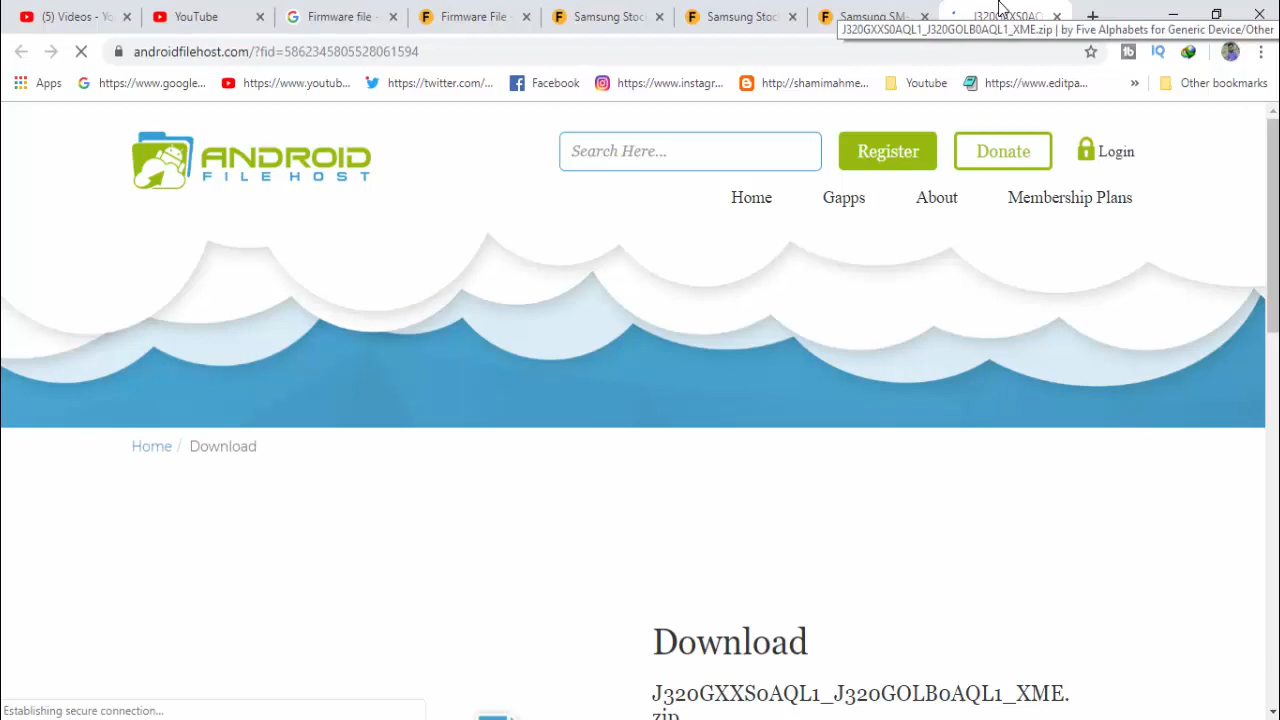 (5) Videos - Yo
YouTube
Firmware file -
Firmware File -
Samsung Stoc
Samsung Stoc
Samsung SM-
J320GXXS0AQ
J320GXXS0AQL1_J320GOLB0AQL1_XME.zip | by Five Alphabets for Generic Device/Other
androidfilehost.com/?fid=5862345805528061594
Apps
https://www.google...
https://www.youtub...
https://twitter.com/...
Facebook
https://www.instagr...
http://shamimahme...
Youtube
https://www.editpa...
»
Other bookmarks
ANDROID
FILE HOST
Search Here...
Register
Donate
Login
Home
Gapps
About
Membership Plans
Home / Download
Download
J320GXXS0AQL1_J320GOLB0AQL1_XME.
zip
Establishing secure connection...